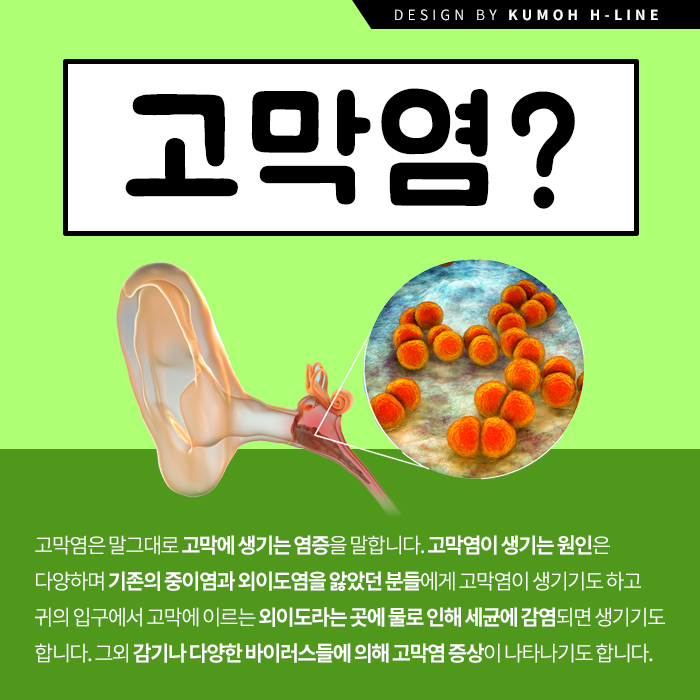 DESIGN BY KUMOH H-LINE
고막염?
고막염은 말그대로 고막에 생기는 염증을 말합니다. 고막염이 생기는 원인은
다양하며 기존의 중이염과 외이도염을 앓았던 분들에게 고막염이 생기기도 하고
귀의 입구에서 고막에 이르는 외이도라는 곳에 물로 인해 세균에 감염되면 생기기도
합니다. 그외 감기나 다양한 바이러스들에 의해 고막염 증상이 나타나기도 합니다.